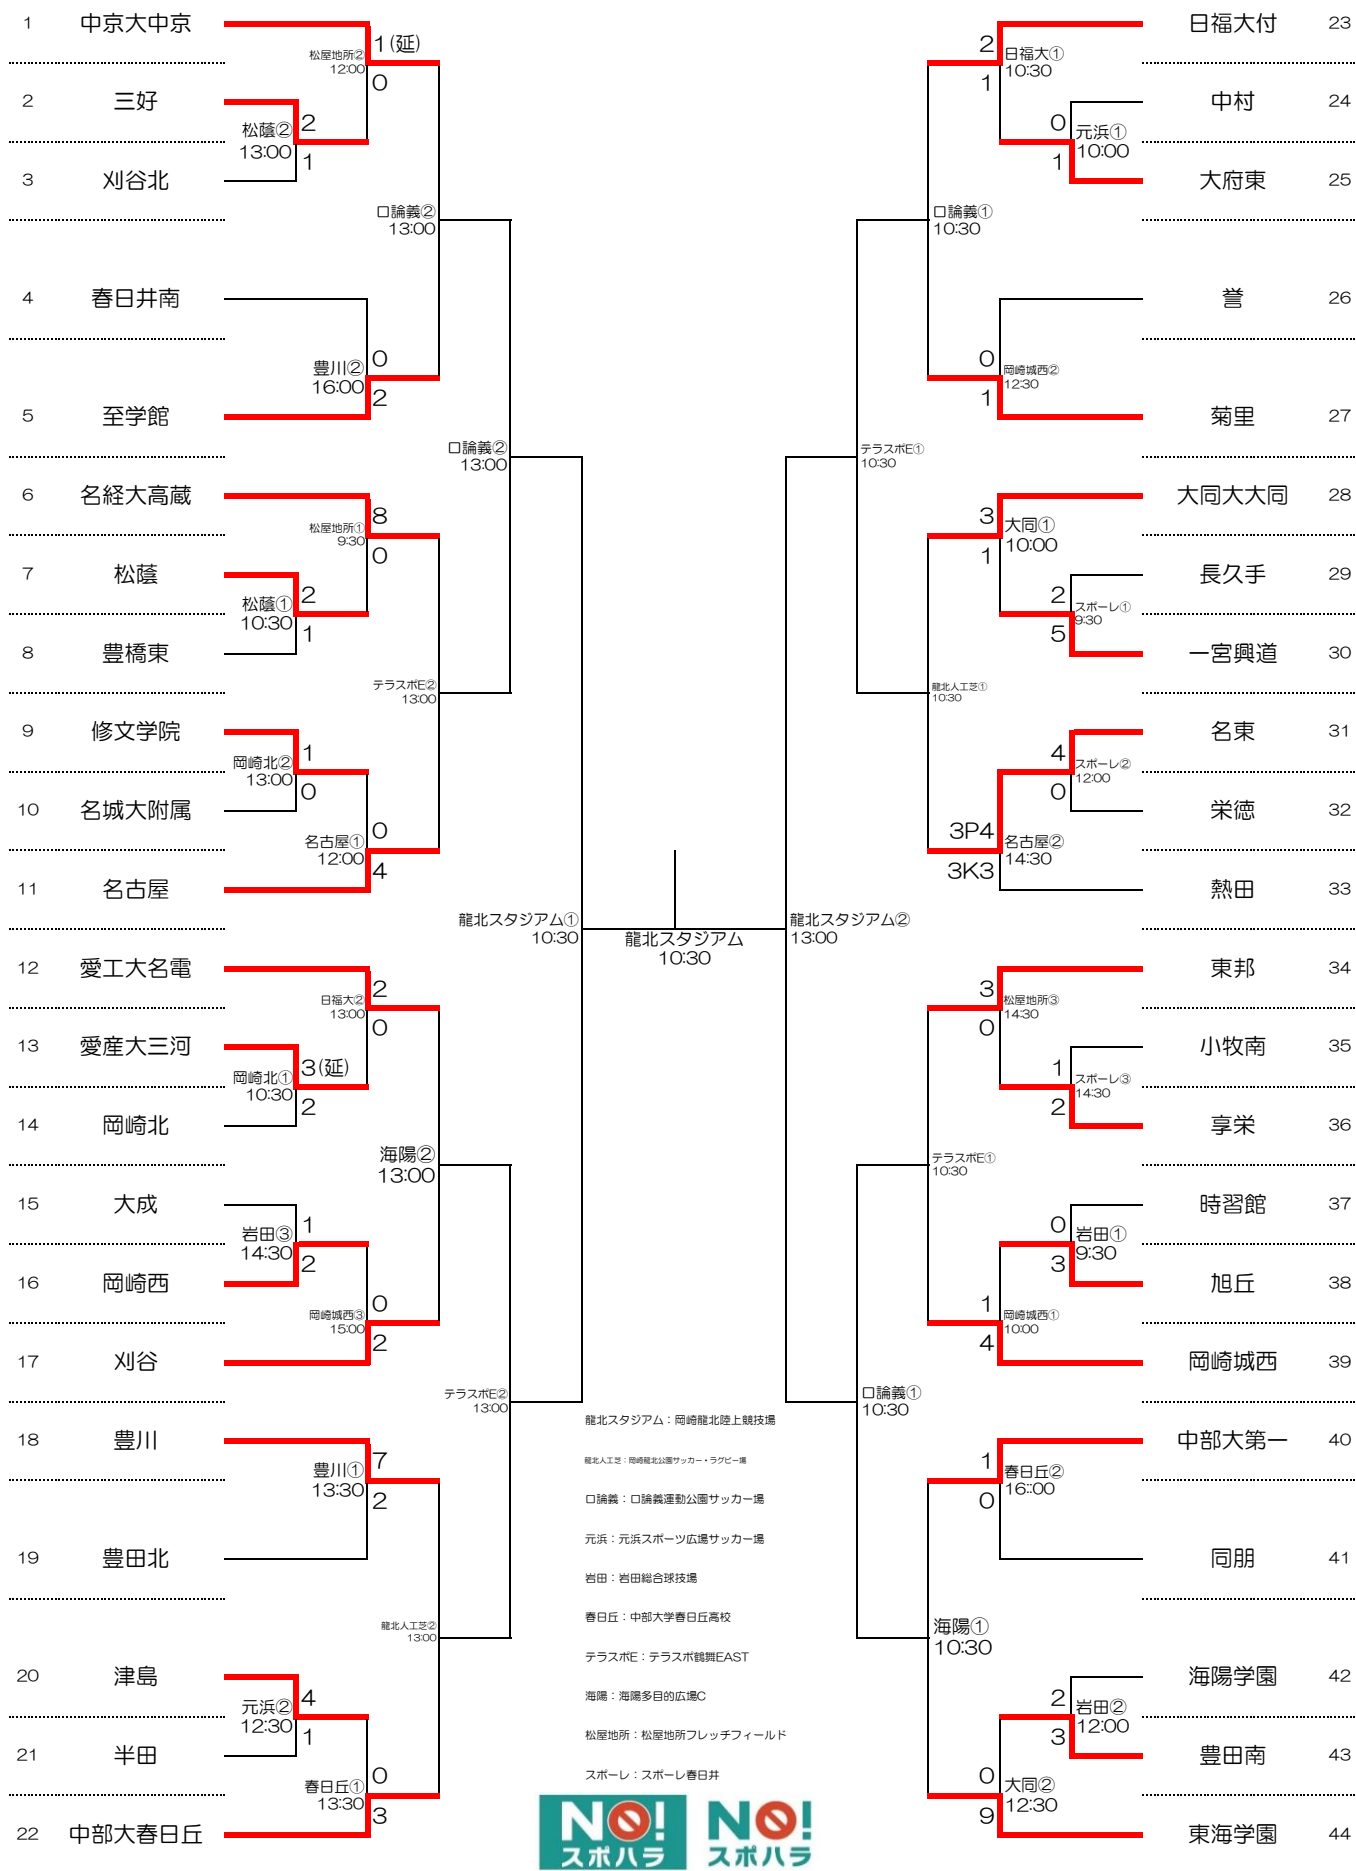 1 中京大中京
1(延)
松屋地所②
12:00
0
2 三好
2
松蔭②
13:00
1
3 刈谷北
口論義②
13:00
4 春日井南
0
豊川②
16:00
2
5 至学館
口論義②
13:00
6 名経大高蔵
8
松屋地所①
9:30
0
7 松蔭
2
松蔭①
10:30
1
8 豊橋東
テラスポE②
13:00
9 修文学院
1
岡崎北②
13:00
0
10 名城大附属
0
名古屋①
12:00
4
11 名古屋
龍北スタジアム①
10:30
12 愛工大名電
2
日福大②
13:00
0
13 愛産大三河
3(延)
岡崎北①
10:30
2
14 岡崎北
海陽②
13:00
15 大成
1
岩田③
14:30
2
16 岡崎西
0
岡崎城西③
15:00
2
17 刈谷
テラスポE②
13:00
18 豊川
7
豊川①
13:30
2
19 豊田北
龍北人工芝②
13:00
20 津島
4
元浜②
12:30
1
21 半田
0
春日丘①
13:30
3
22 中部大春日丘
龍北スタジアム
10:30
日福大付 23
2
日福大①
10:30
1
中村 24
0
元浜①
10:00
1
大府東 25
口論義①
10:30
誉 26
0
岡崎城西②
12:30
1
菊里 27
テラスポE①
10:30
大同大大同 28
3
大同①
10:00
1
長久手 29
2
スポーレ①
9:30
5
一宮興道 30
龍北人工芝①
10:30
名東 31
4
スポーレ②
12:00
0
栄徳 32
3P4
名古屋②
14:30
3K3
熱田 33
龍北スタジアム②
13:00
東邦 34
3
松屋地所③
14:30
0
小牧南 35
1
スポーレ③
14:30
2
享栄 36
テラスポE①
10:30
時習館 37
0
岩田①
9:30
3
旭丘 38
1
岡崎城西①
10:00
4
岡崎城西 39
口論義①
10:30
中部大第一 40
1
春日丘②
16:00
0
同朋 41
海陽①
10:30
海陽学園 42
2
岩田②
12:00
3
豊田南 43
0
大同②
12:30
9
東海学園 44
龍北スタジアム：岡崎龍北陸上競技場
龍北人工芝：岡崎龍北公園サッカー・ラグビー場
口論義：口論義運動公園サッカー場
元浜：元浜スポーツ広場サッカー場
岩田：岩田総合球技場
春日丘：中部大学春日丘高校
テラスポE：テラスポ鶴舞EAST
海陽：海陽多目的広場C
松屋地所：松屋地所フレッチフィールド
スポーレ：スポーレ春日井
NO!
スポハラ
NO!
スポハラ